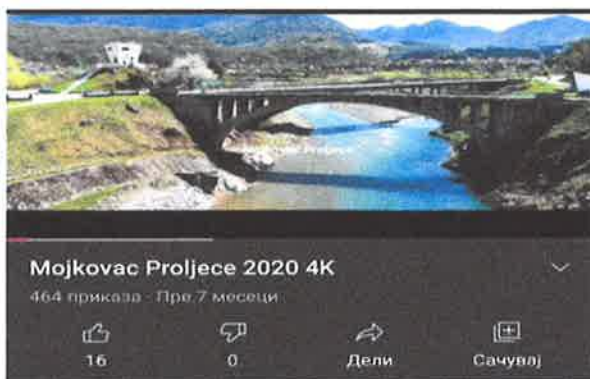 Mojkovac Proljece 2020 4K
464 приказа · Пре 7 месеци
16
0
Дели
Сачувај